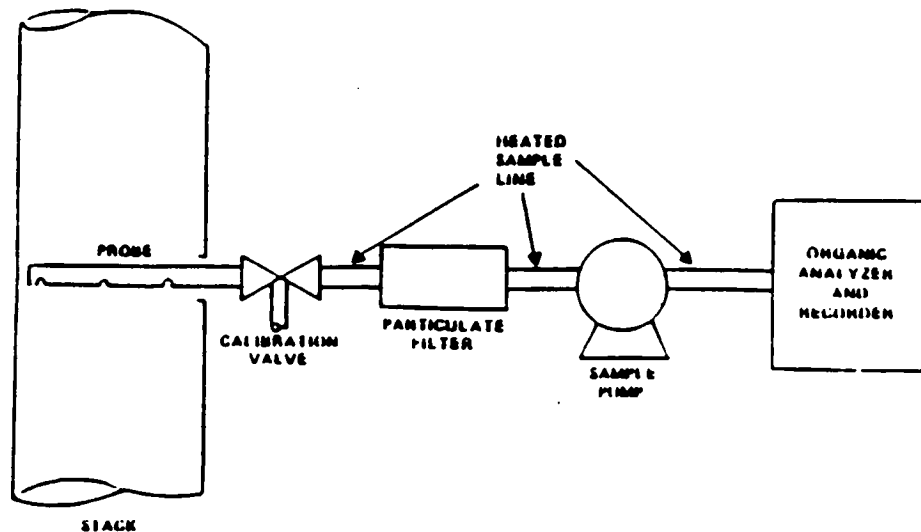 HEATED
SAMPLE
LINE
PROBE
ORGANIC
ANALYZER
AND
RECORDER
CALIBRATION
VALVE
PARTICULATE
FILTER
SAMPLE
PUMP
STACK